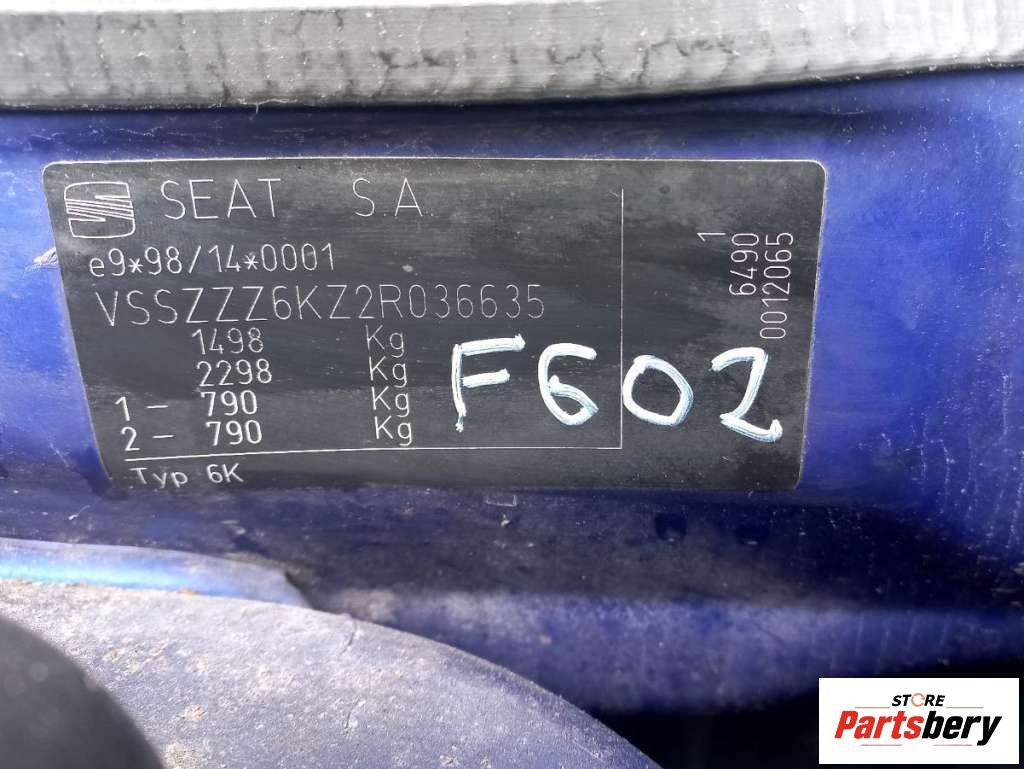 SEAT S.A.
e9*98/14*0001
VSSZZZ6KZ2R036635
1498 Kg
2298 Kg
1- 790 Kg
2- 790 Kg
Typ 6K
1
6490
0012065
F602
STORE
Partsbery